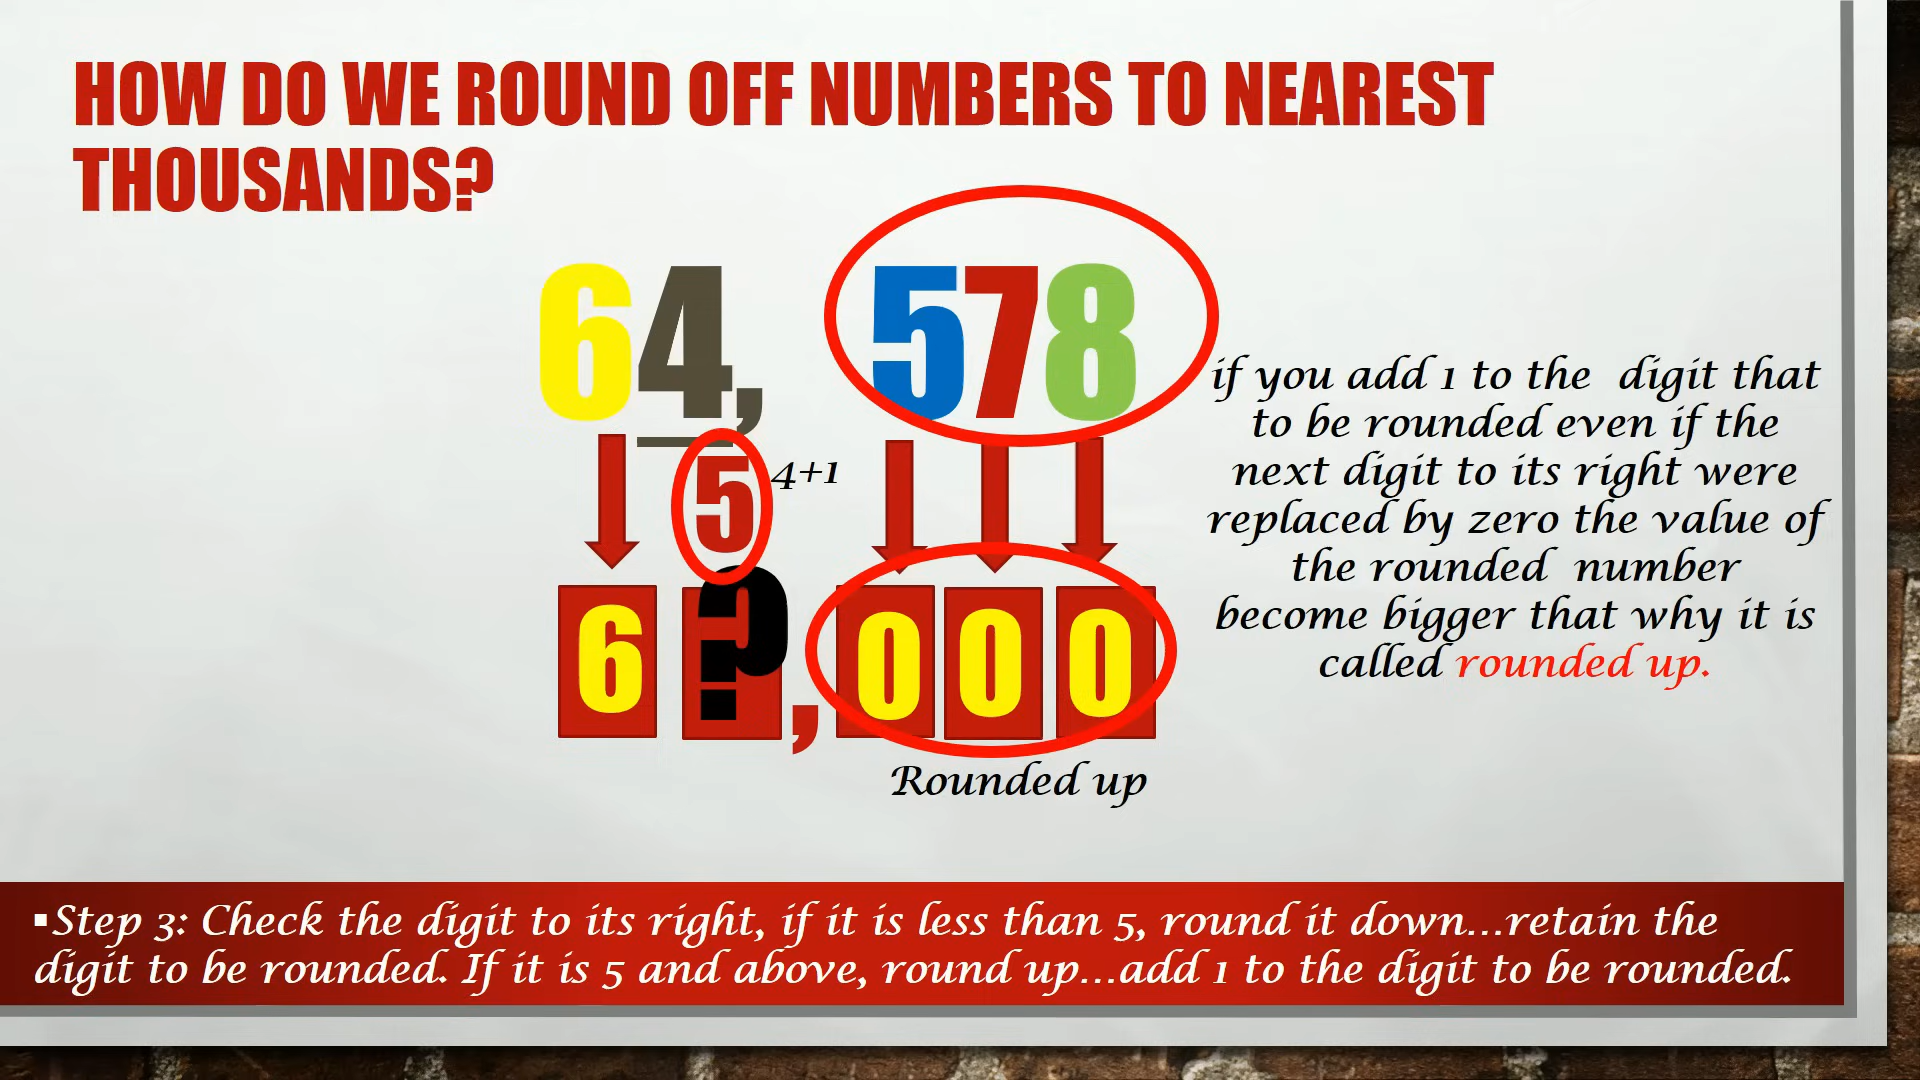 HOW DO WE ROUND OFF NUMBERS TO NEAREST
THOUSANDS?
64, 578
5 4+1
6 ?, 0 0 0
Rounded up
if you add 1 to the digit that
to be rounded even if the
next digit to its right were
replaced by zero the value of
the rounded number
become bigger that why it is
called rounded up.
▪Step 3: Check the digit to its right, if it is less than 5, round it down...retain the
digit to be rounded. If it is 5 and above, round up...add 1 to the digit to be rounded.